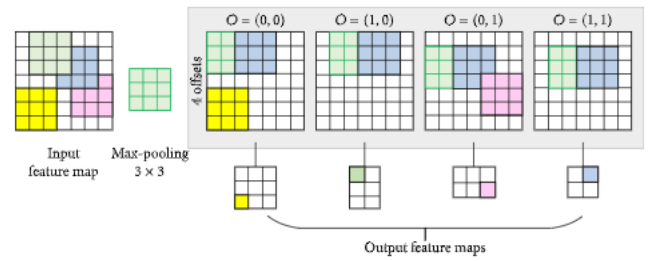 O = (0, 0)
O = (1, 0)
O = (0, 1)
O = (1, 1)
4 offsets
Input
feature map
Max-pooling
3 × 3
Output feature maps